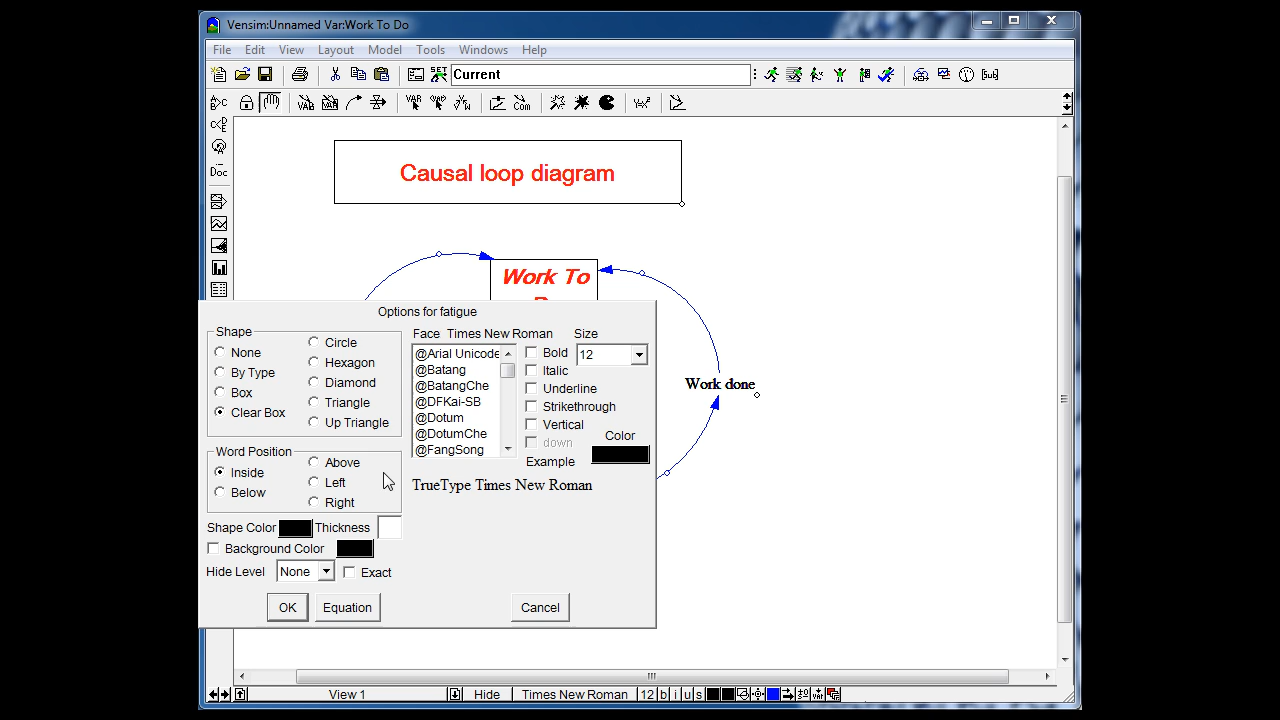 Vensim:Unnamed Var:Work To Do
File Edit View Layout Model Tools Windows Help
SET Current
VAR
Com
Doc
Causal loop diagram
Work To
Work done
Options for fatigue
Shape
None
By Type
Box
Clear Box
Circle
Hexagon
Diamond
Triangle
Up Triangle
Word Position
Inside
Below
Above
Left
Right
Shape Color Thickness
Background Color
Hide Level None Exact
OK Equation Cancel
Face Times New Roman Size
@Arial Unicode
@Batang
@BatangChe
@DFKai-SB
@Dotum
@DotumChe
@FangSong
Bold 12
Italic
Underline
Strikethrough
Vertical
down
Color
Example
TrueType Times New Roman
View 1 Hide Times New Roman 12 b i u s